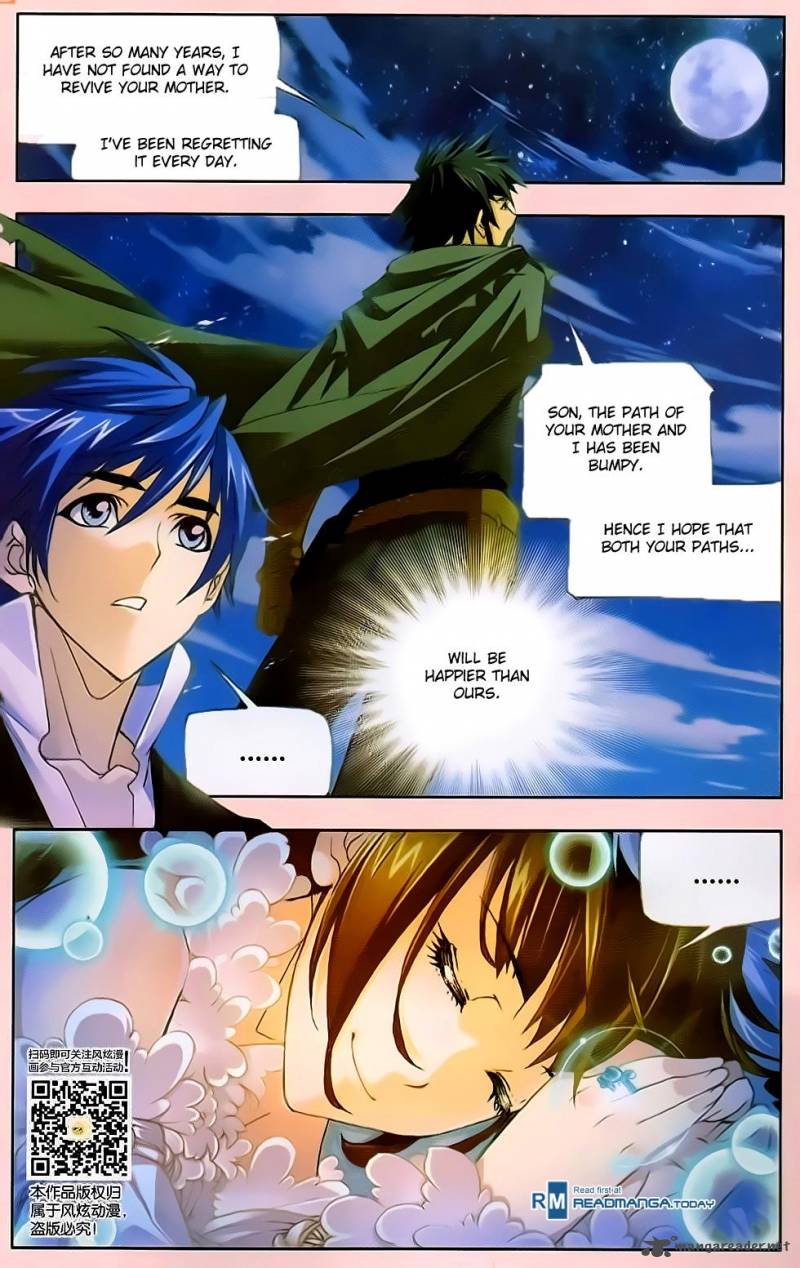 AFTER SO MANY YEARS, I
HAVE NOT FOUND A WAY TO
REVIVE YOUR MOTHER.
I'VE BEEN REGRETTING
IT EVERY DAY.
SON, THE PATH OF
YOUR MOTHER AND
I HAS BEEN
BUMPY.
HENCE I HOPE THAT
BOTH YOUR PATHS...
WILL BE
HAPPIER THAN
OURS.
......
......
扫码即可关注风炫漫
画参与官方互动活动!
本作品版权归
属于风炫动漫,
盗版必究!
RM
Read first at
READMANGA.TODAY
mangareader.net